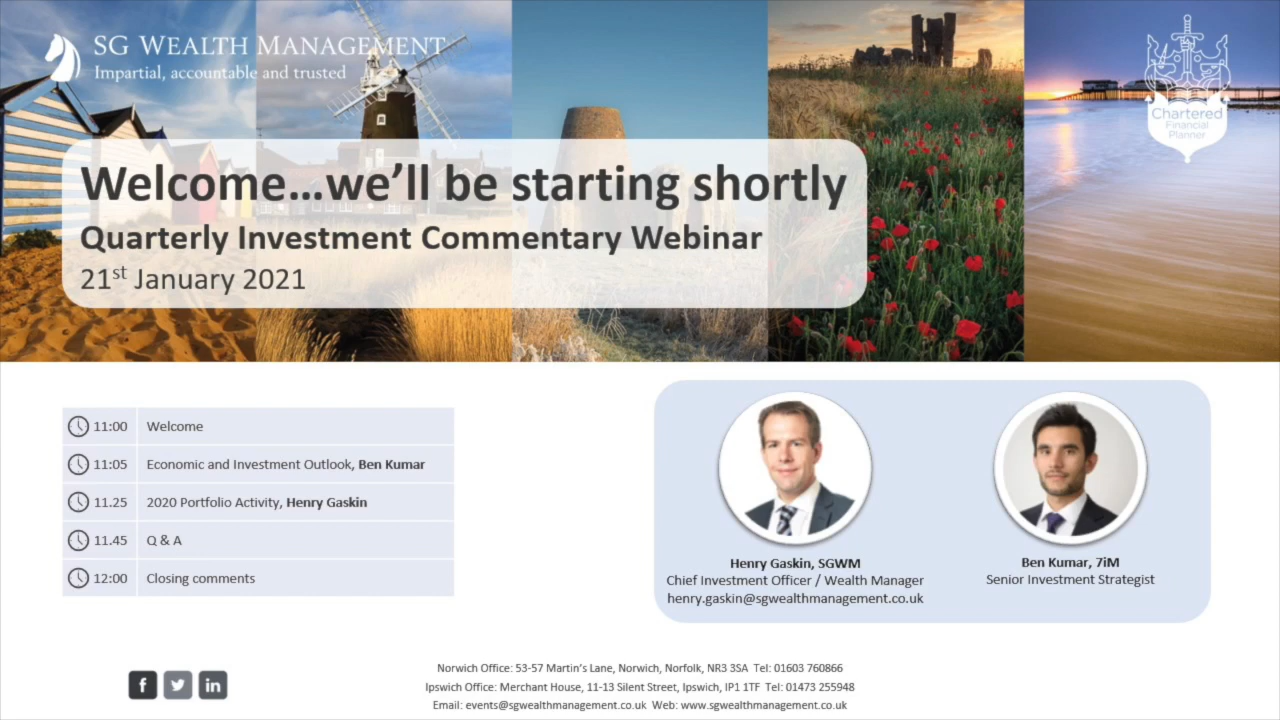 SG WEALTH MANAGEMENT
Impartial, accountable and trusted
Chartered
Financial
Planner
Welcome...we'll be starting shortly
Quarterly Investment Commentary Webinar
21st January 2021
11:00 Welcome
11:05 Economic and Investment Outlook, Ben Kumar
11.25 2020 Portfolio Activity, Henry Gaskin
11.45 Q & A
12:00 Closing comments
Henry Gaskin, SGWM
Chief Investment Officer / Wealth Manager
henry.gaskin@sgwealthmanagement.co.uk
Ben Kumar, 7iM
Senior Investment Strategist
f in
Norwich Office: 53-57 Martin's Lane, Norwich, Norfolk, NR3 3SA Tel: 01603 760866
Ipswich Office: Merchant House, 11-13 Silent Street, Ipswich, IP1 1TF Tel: 01473 255948
Email: events@sgwealthmanagement.co.uk Web: www.sgwealthmanagement.co.uk